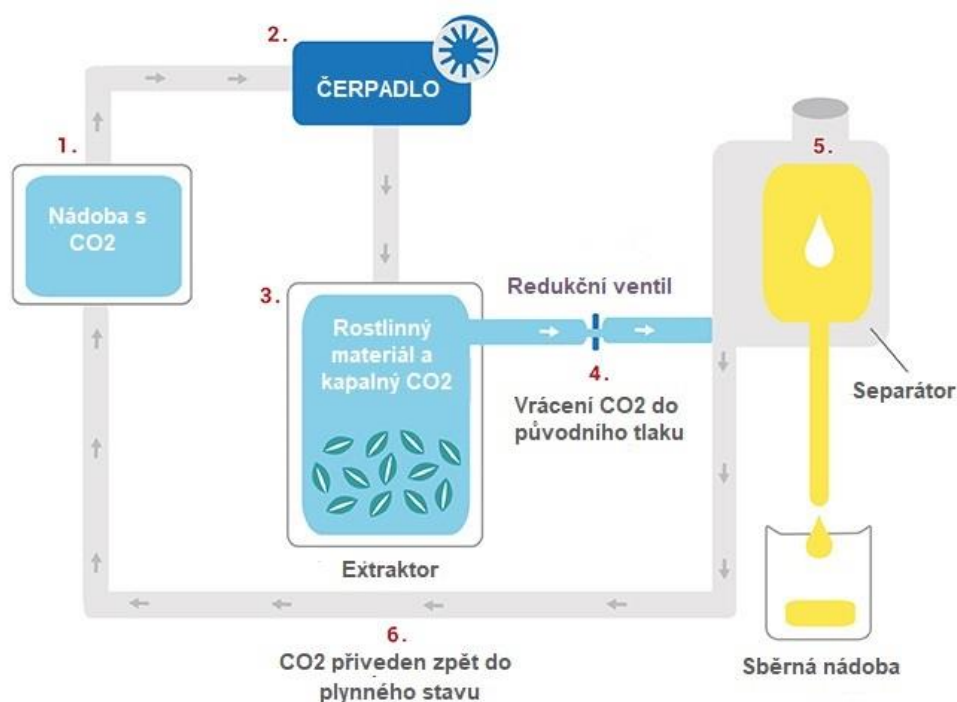 1.
Nádoba s
CO2
2.
ČERPADLO
3.
Rostlinný
materiál a
kapalný CO2
Extraktor
Redukční ventil
4.
Vrácení CO2 do
původního tlaku
5.
Separátor
Sběrná nádoba
6.
CO2 přiveden zpět do
plynného stavu